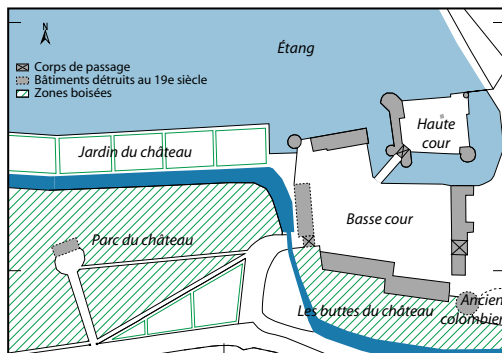 N
Étang
Corps de passage
Bâtiments détruits au 19e siècle
Zones boisées
Haute
cour
Jardin du château
Basse cour
Parc du château
Les buttes du château
Ancien
colombier